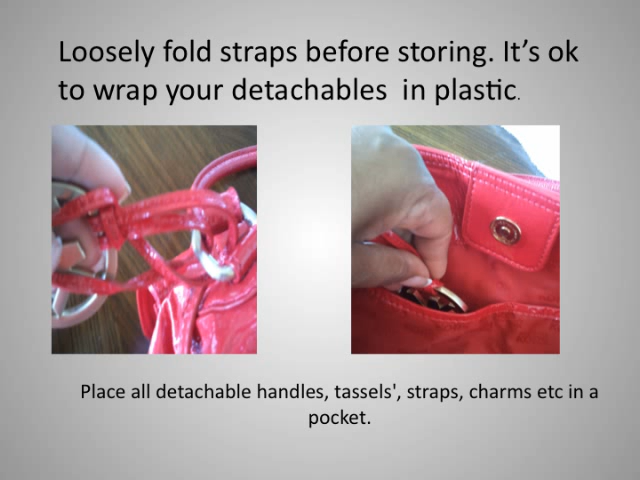 Loosely fold straps before storing. It’s ok
to wrap your detachables  in plastic.
Place all detachable handles, tassels', straps, charms etc in a
pocket.